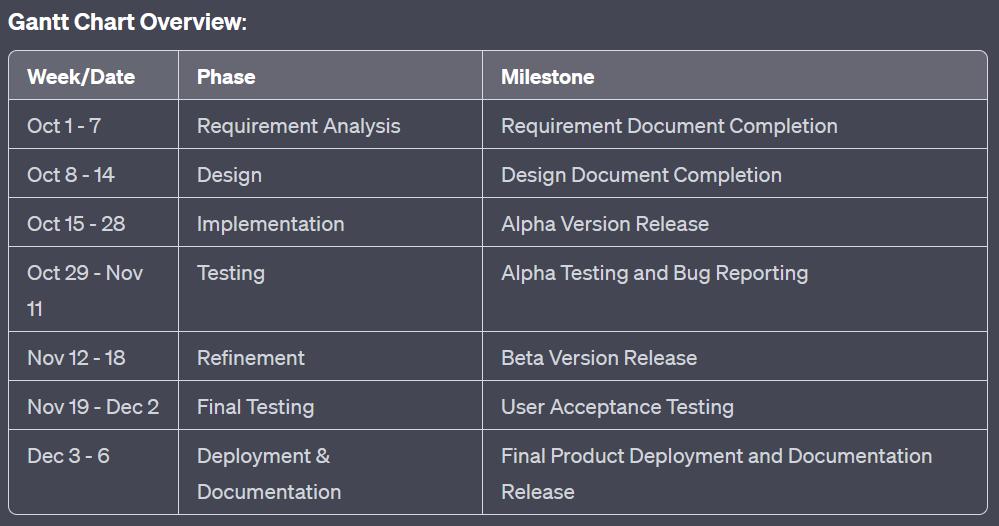 Gantt Chart Overview:
Week/Date Phase Milestone
Oct 1 - 7 Requirement Analysis Requirement Document Completion
Oct 8 - 14 Design Design Document Completion
Oct 15 - 28 Implementation Alpha Version Release
Oct 29 - Nov Testing Alpha Testing and Bug Reporting
11
Nov 12 - 18 Refinement Beta Version Release
Nov 19 - Dec 2 Final Testing User Acceptance Testing
Dec 3 - 6 Deployment & Final Product Deployment and Documentation
Documentation Release